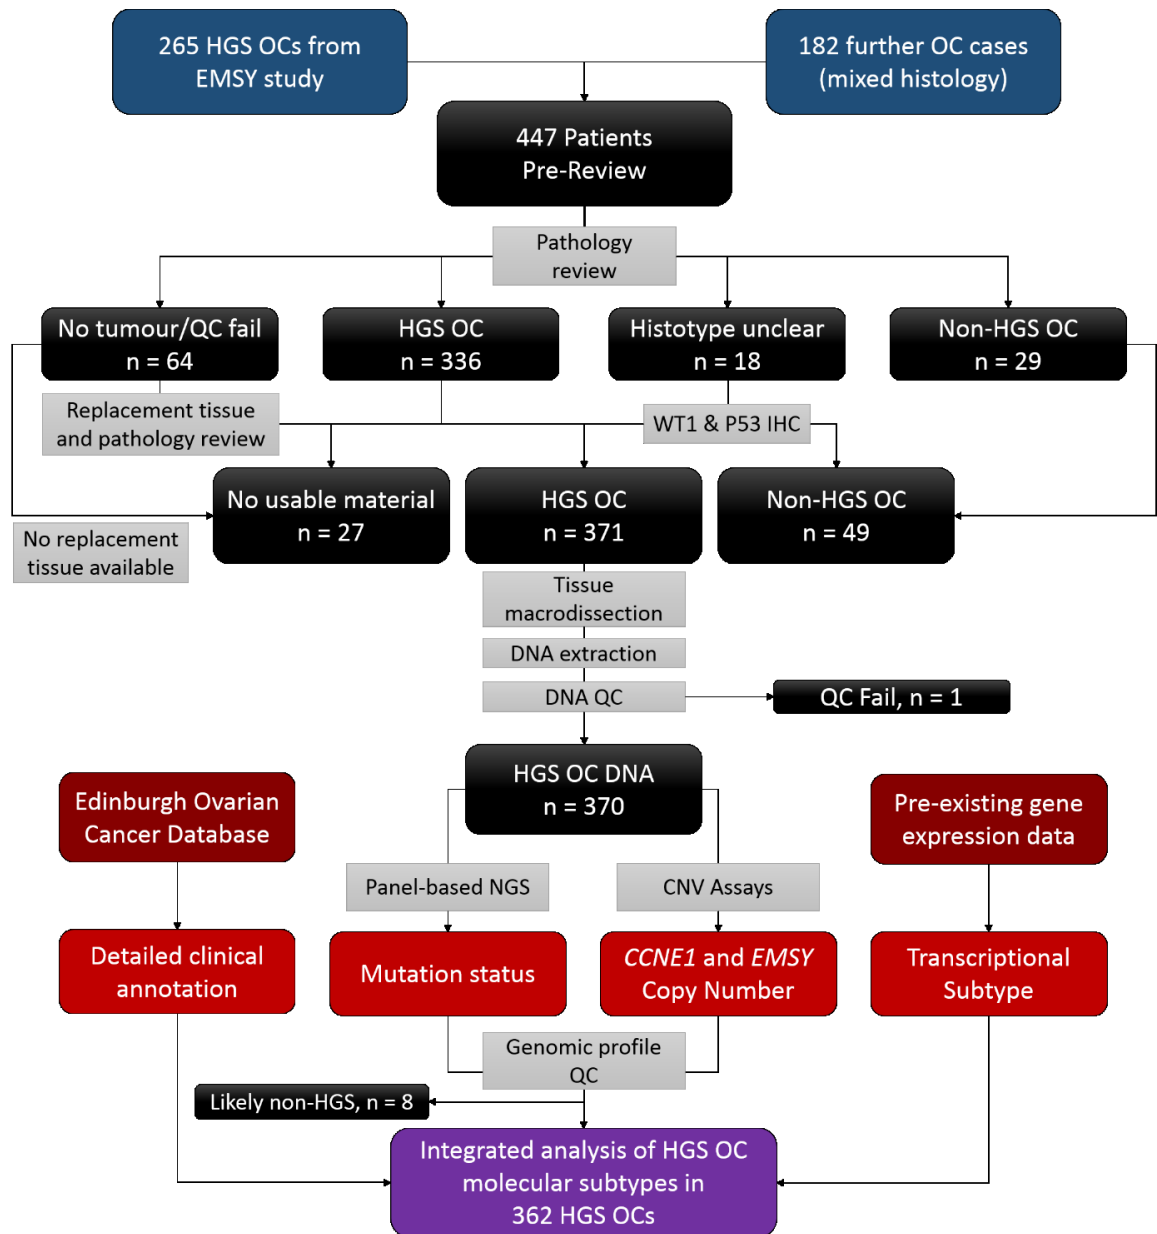 265 HGS OCs from
EMSY study
182 further OC cases
(mixed histology)
447 Patients
Pre-Review
Pathology
review
No tumour/QC fail
n = 64
HGS OC
n = 336
Histotype unclear
n = 18
Non-HGS OC
n = 29
Replacement tissue
and pathology review
WT1 & P53 IHC
No usable material
n = 27
HGS OC
n = 371
Non-HGS OC
n = 49
No replacement
tissue available
Tissue
macrodissection
DNA extraction
DNA QC
QC Fail, n = 1
HGS OC DNA
n = 370
Edinburgh Ovarian
Cancer Database
Pre-existing gene
expression data
Panel-based NGS
CNV Assays
Detailed clinical
annotation
Mutation status
CCNE1 and EMSY
Copy Number
Transcriptional
Subtype
Genomic profile
QC
Likely non-HGS, n = 8
Integrated analysis of HGS OC
molecular subtypes in
362 HGS OCs